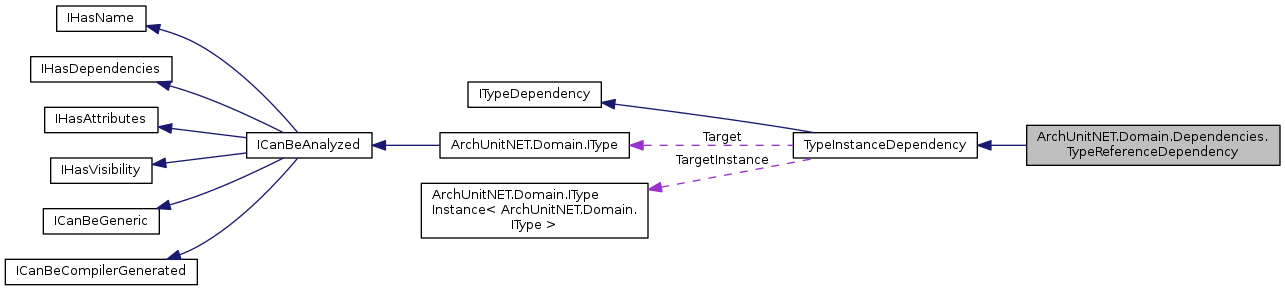 IHasName
IHasDependencies
IHasAttributes
IHasVisibility
ICanBeGeneric
ICanBeCompilerGenerated
ICanBeAnalyzed
ITypeDependency
ArchUnitNET.Domain.IType
ArchUnitNET.Domain.IType
Instance< ArchUnitNET.Domain.
IType >
Target
TargetInstance
TypeInstanceDependency
ArchUnitNET.Domain.Dependencies.
TypeReferenceDependency